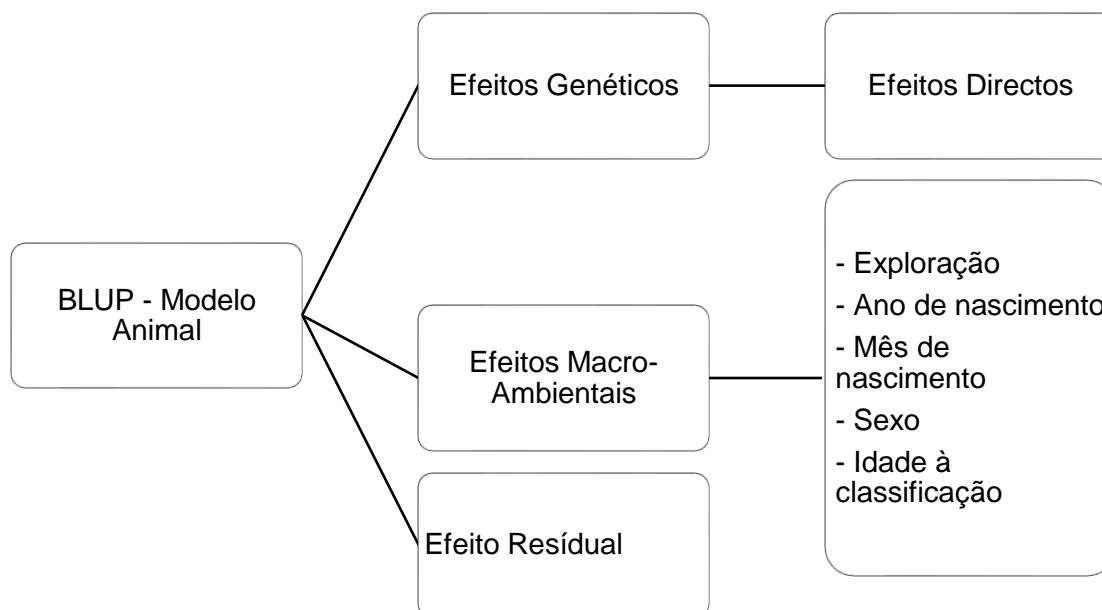 Efeitos Genéticos
Efeitos Directos
BLUP - Modelo
Animal
Efeitos Macro-
Ambientais
- Exploração
- Ano de nascimento
- Mês de
nascimento
- Sexo
- Idade à
classificação
Efeito Resídual